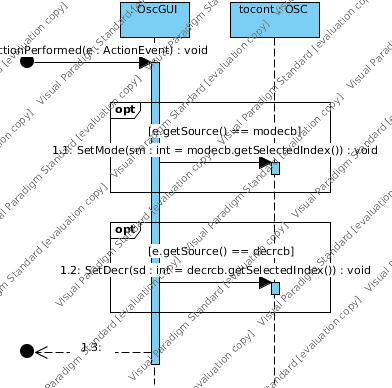 OscGUI
tocont : OSC
ctionPerformed(e : ActionEvent) : void
opt
[e.getSource() == modecb]
1.1: SetMode(sm : int = modecb.getSelectedIndex()) : void
opt
[e.getSource() == decrcb]
1.2: SetDecr(sd : int = decrcb.getSelectedIndex()) : void
1.3:
Visual Paradigm Standard [evaluation copy]